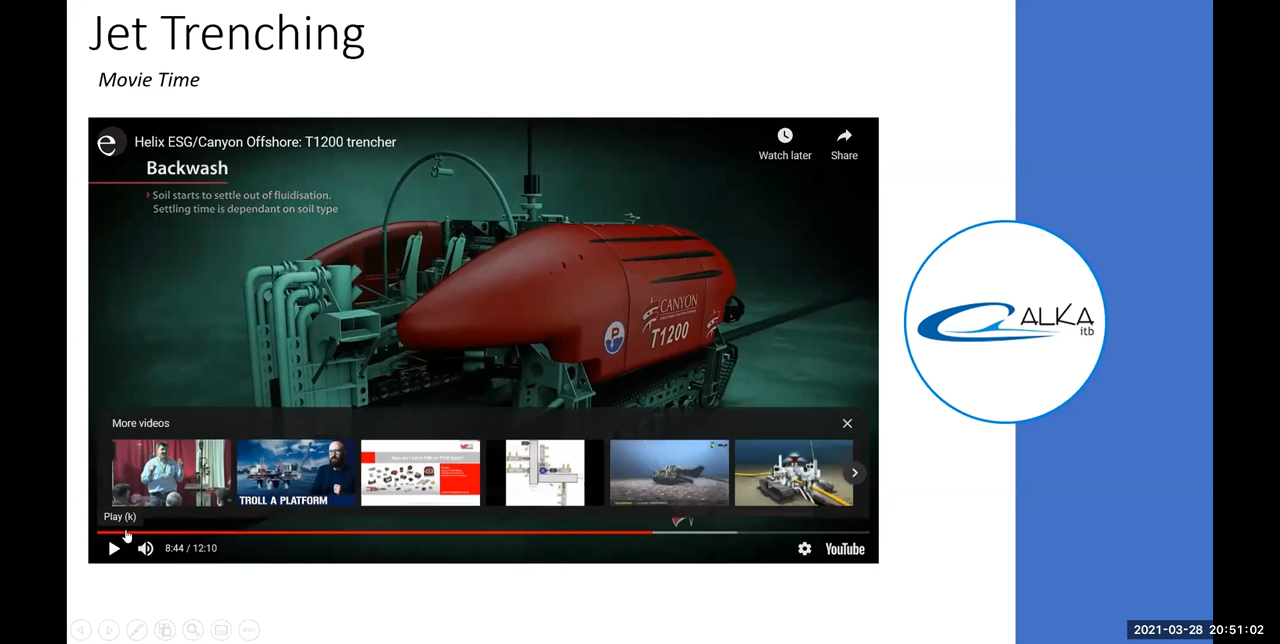 Jet Trenching
Movie Time
Helix ESG/Canyon Offshore: T1200 trencher
Watch later
Share
Backwash
Soil starts to settle out of fluidisation.
Settling time is dependant on soil type
CANYON
T1200
P
ALKA
itb
More videos
TROLL A PLATFORM
Play (k)
8:44 / 12:10
YouTube
2021-03-28 20:51:02